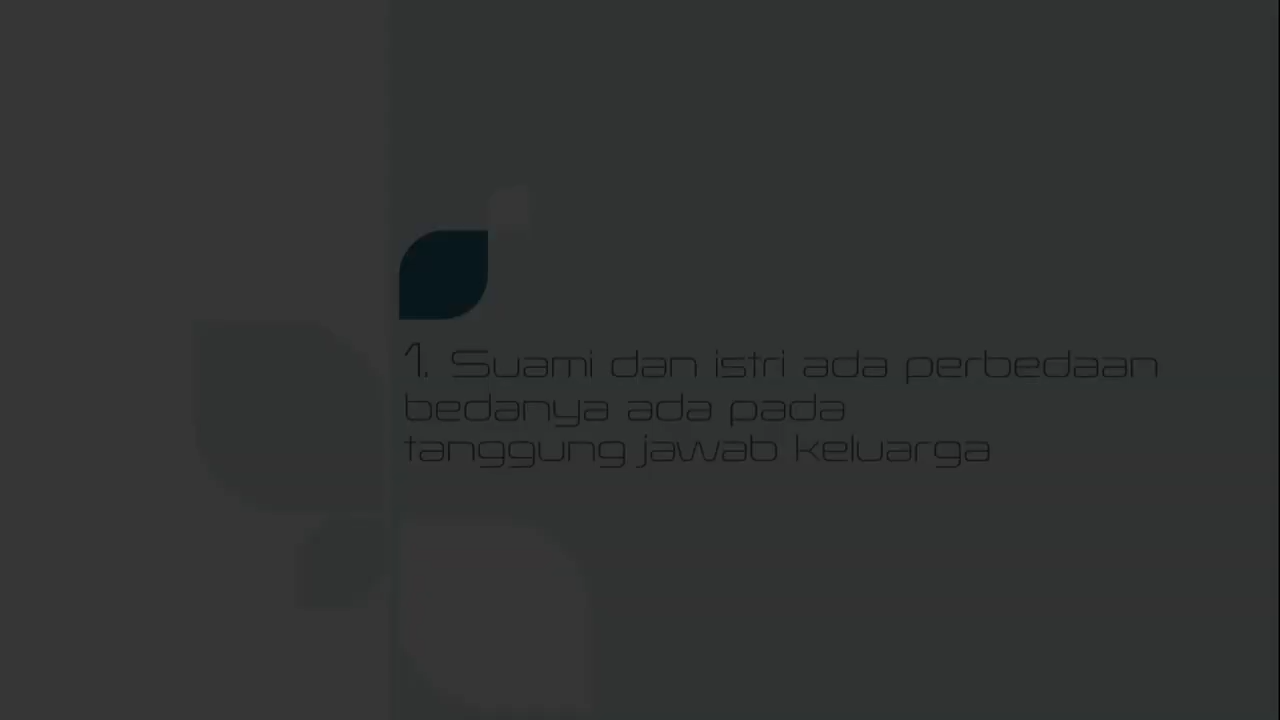 1. Suami dan istri ada perbedaan
bedanya ada pada
tanggung jawab keluarga